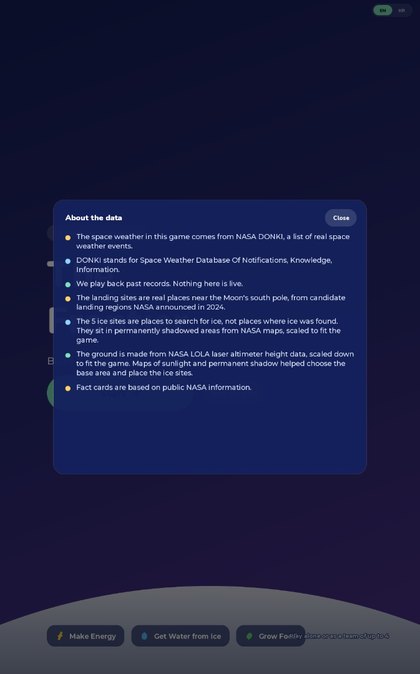 EN KR
About the data
Close
The space weather in this game comes from NASA DONKI, a list of real space
weather events.
DONKI stands for Space Weather Database Of Notifications, Knowledge,
Information.
We play back past records. Nothing here is live.
The landing sites are real places near the Moon's south pole, from candidate
landing regions NASA announced in 2024.
The 5 ice sites are places to search for ice, not places where ice was found.
They sit in permanently shadowed areas from NASA maps, scaled to fit the
game.
The ground is made from NASA LOLA laser altimeter height data, scaled down
to fit the game. Maps of sunlight and permanent shadow helped choose the
base area and place the ice sites.
Fact cards are based on public NASA information.
Make Energy
Get Water from Ice
Grow
alone or as a team of up to 4